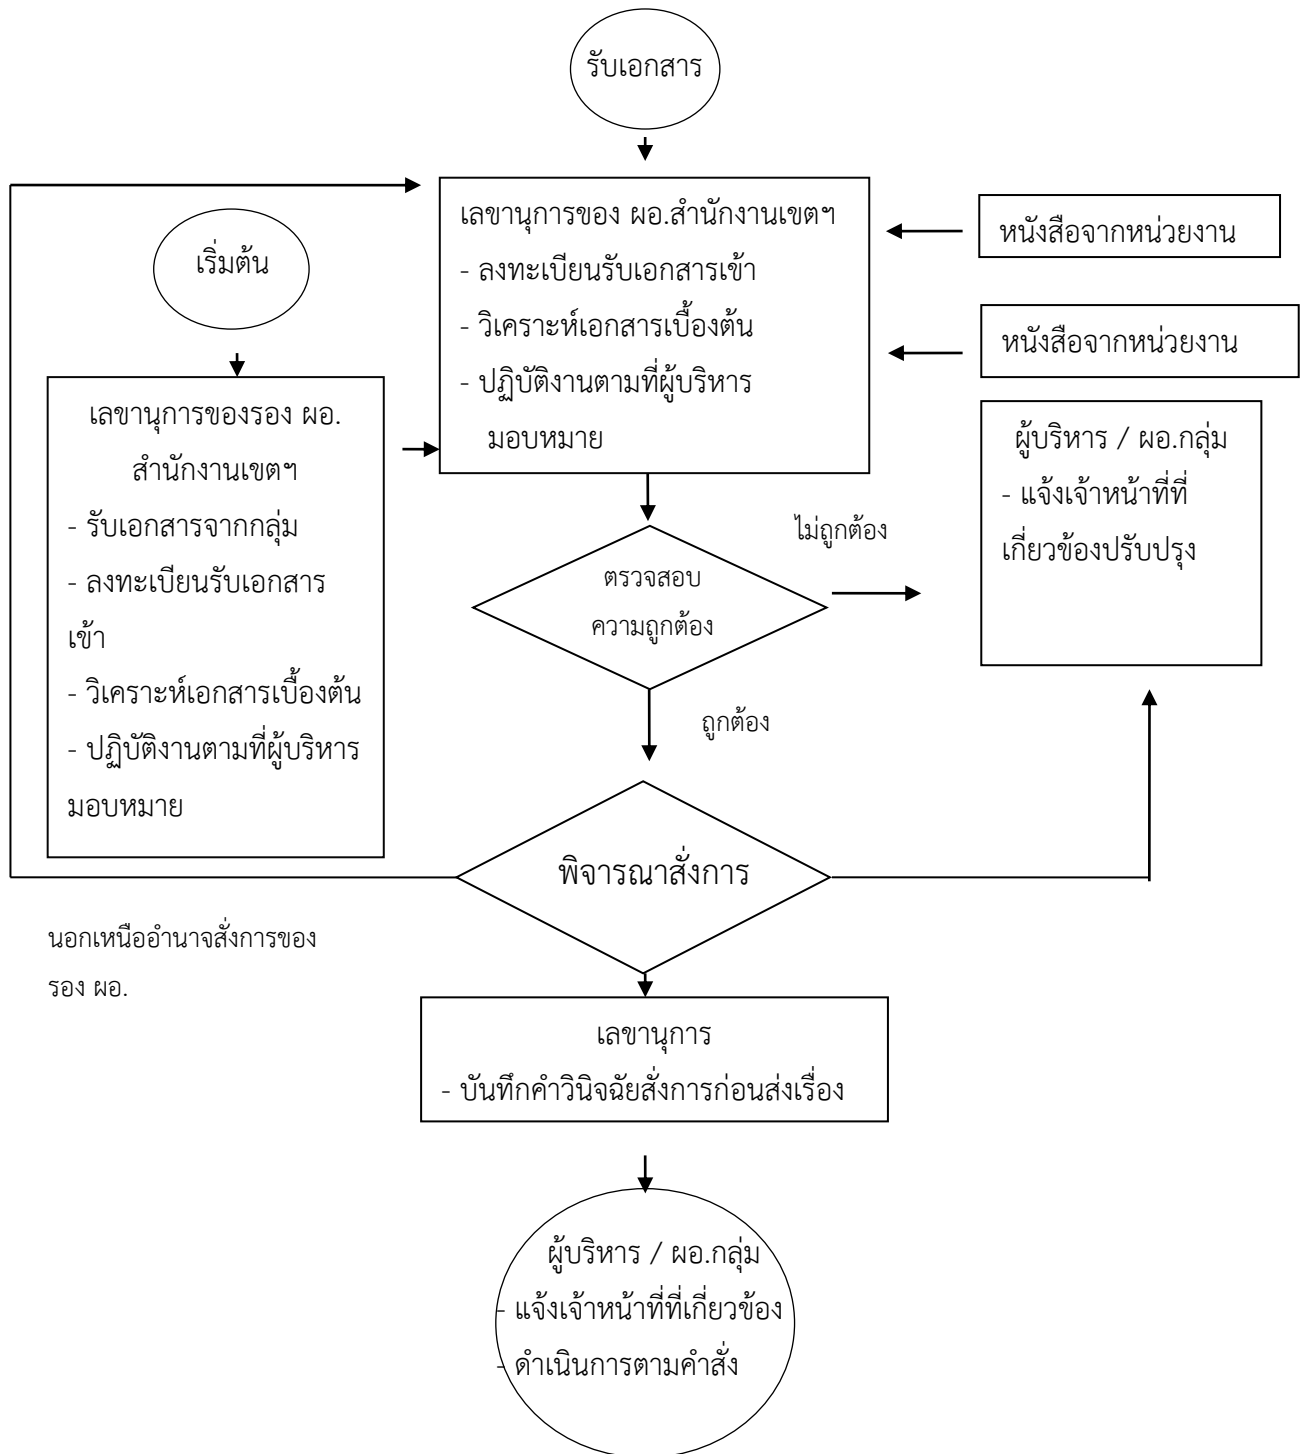 รับเอกสาร
เลขานุการของ ผอ.สำนักงานเขตฯ
- ลงทะเบียนรับเอกสารเข้า
- วิเคราะห์เอกสารเบื้องต้น
- ปฏิบัติงานตามที่ผู้บริหาร
มอบหมาย
หนังสือจากหน่วยงาน
หนังสือจากหน่วยงาน
เริ่มต้น
เลขานุการของรอง ผอ.
สำนักงานเขตฯ
- รับเอกสารจากกลุ่ม
- ลงทะเบียนรับเอกสาร
เข้า
- วิเคราะห์เอกสารเบื้องต้น
- ปฏิบัติงานตามที่ผู้บริหาร
มอบหมาย
ผู้บริหาร / ผอ.กลุ่ม
- แจ้งเจ้าหน้าที่ที่
เกี่ยวข้องปรับปรุง
ไม่ถูกต้อง
ตรวจสอบ
ความถูกต้อง
ถูกต้อง
พิจารณาสั่งการ
นอกเหนืออำนาจสั่งการของ
รอง ผอ.
เลขานุการ
- บันทึกคำวินิจฉัยสั่งการก่อนส่งเรื่อง
ผู้บริหาร / ผอ.กลุ่ม
- แจ้งเจ้าหน้าที่ที่เกี่ยวข้อง
- ดำเนินการตามคำสั่ง